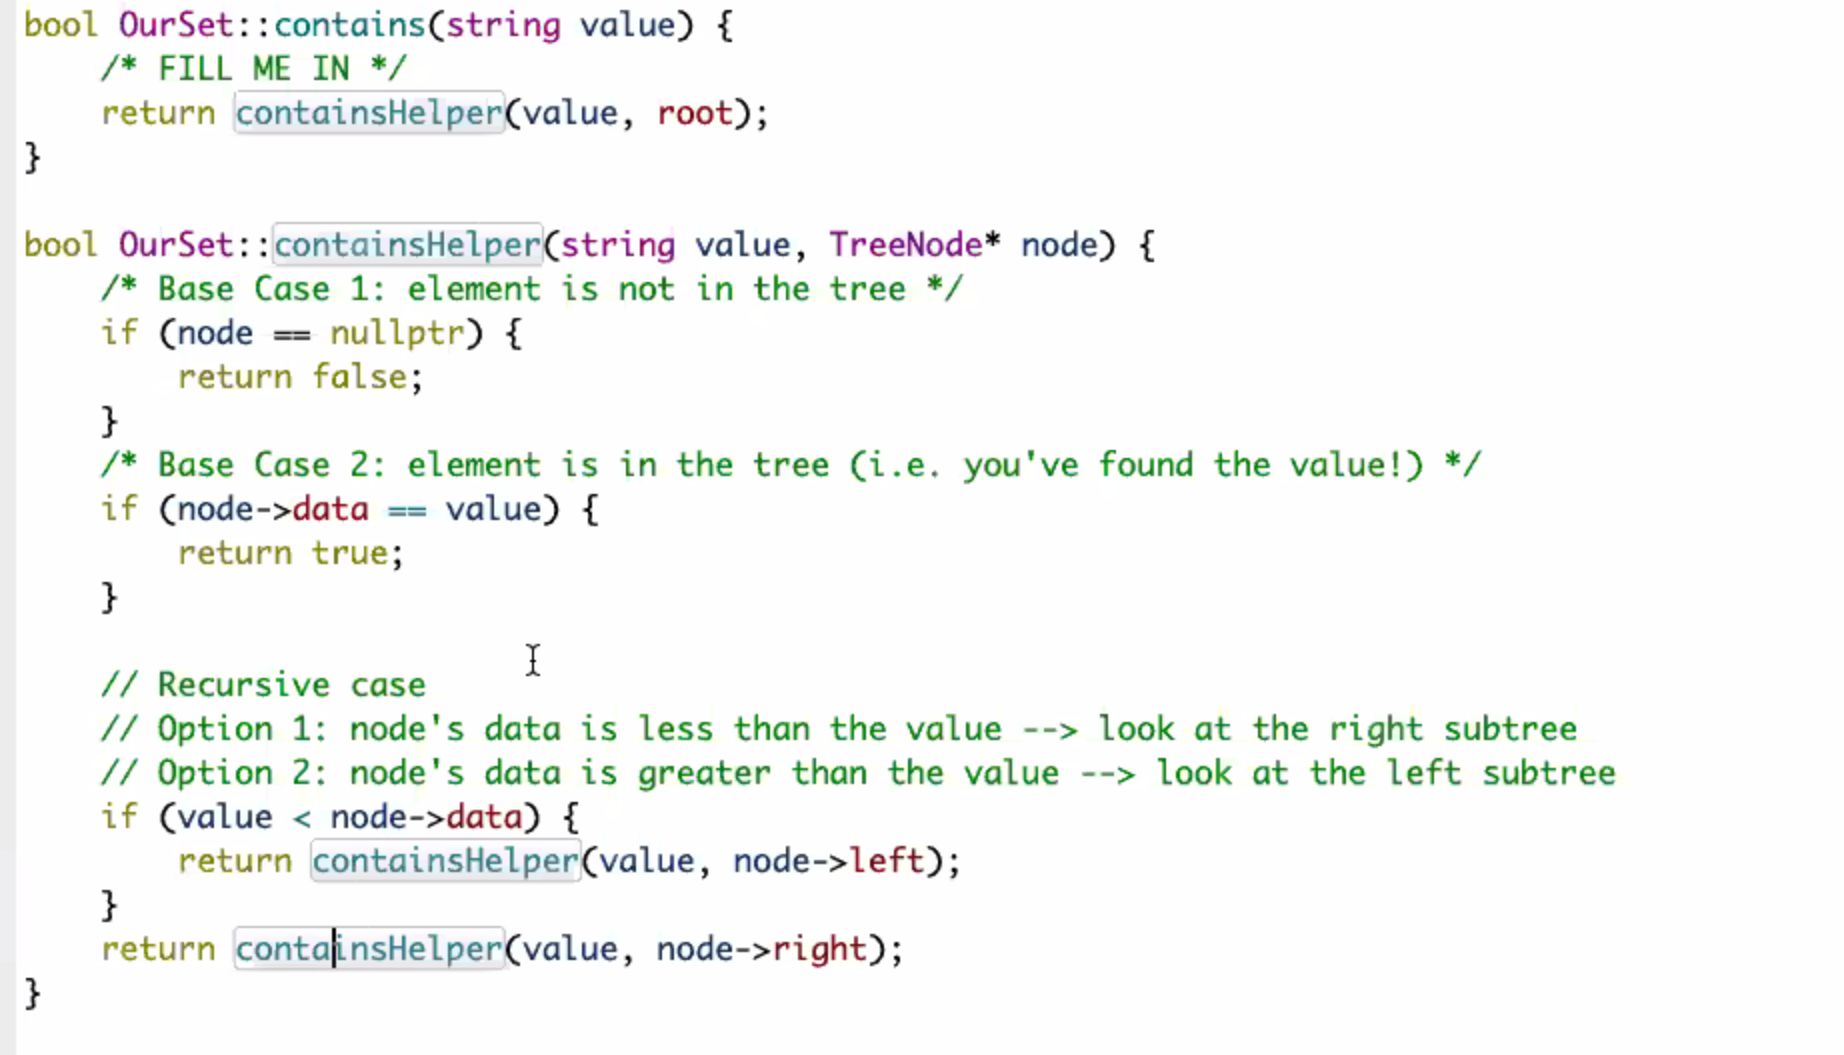 bool OurSet::contains(string value) {
/* FILL ME IN */
return containsHelper(value, root);
}
bool OurSet::containsHelper(string value, TreeNode* node) {
/* Base Case 1: element is not in the tree */
if (node == nullptr) {
return false;
}
/* Base Case 2: element is in the tree (i.e. you've found the value!) */
if (node->data == value) {
return true;
}
// Recursive case
// Option 1: node's data is less than the value --> look at the right subtree
// Option 2: node's data is greater than the value --> look at the left subtree
if (value < node->data) {
return containsHelper(value, node->left);
}
return containsHelper(value, node->right);
}